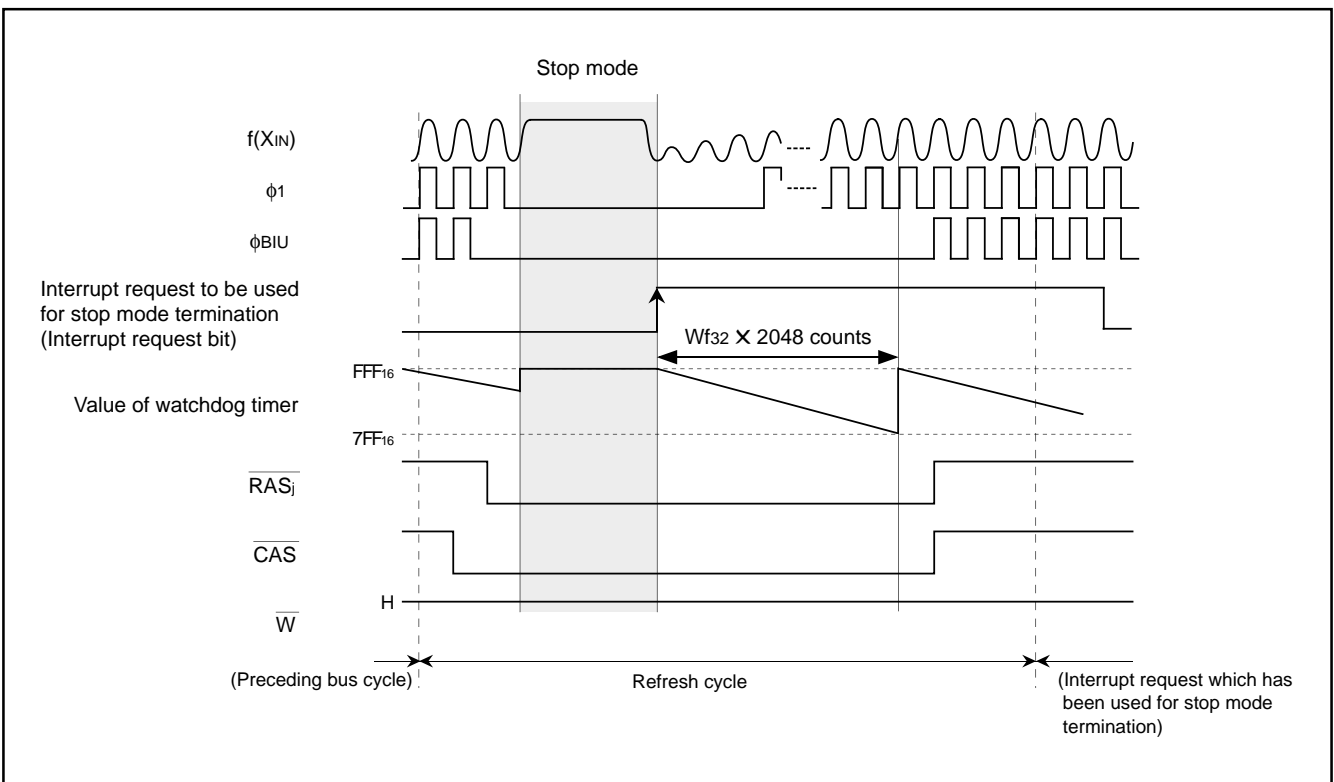 Stop mode
f(XIN)
ϕ1
ϕBIU
Interrupt request to be used
for stop mode termination
(Interrupt request bit)
Wf32 ✕ 2048 counts
FFF16
Value of watchdog timer
7FF16
RASj
CAS
H
W
(Preceding bus cycle)
Refresh cycle
(Interrupt request which has
been used for stop mode
termination)